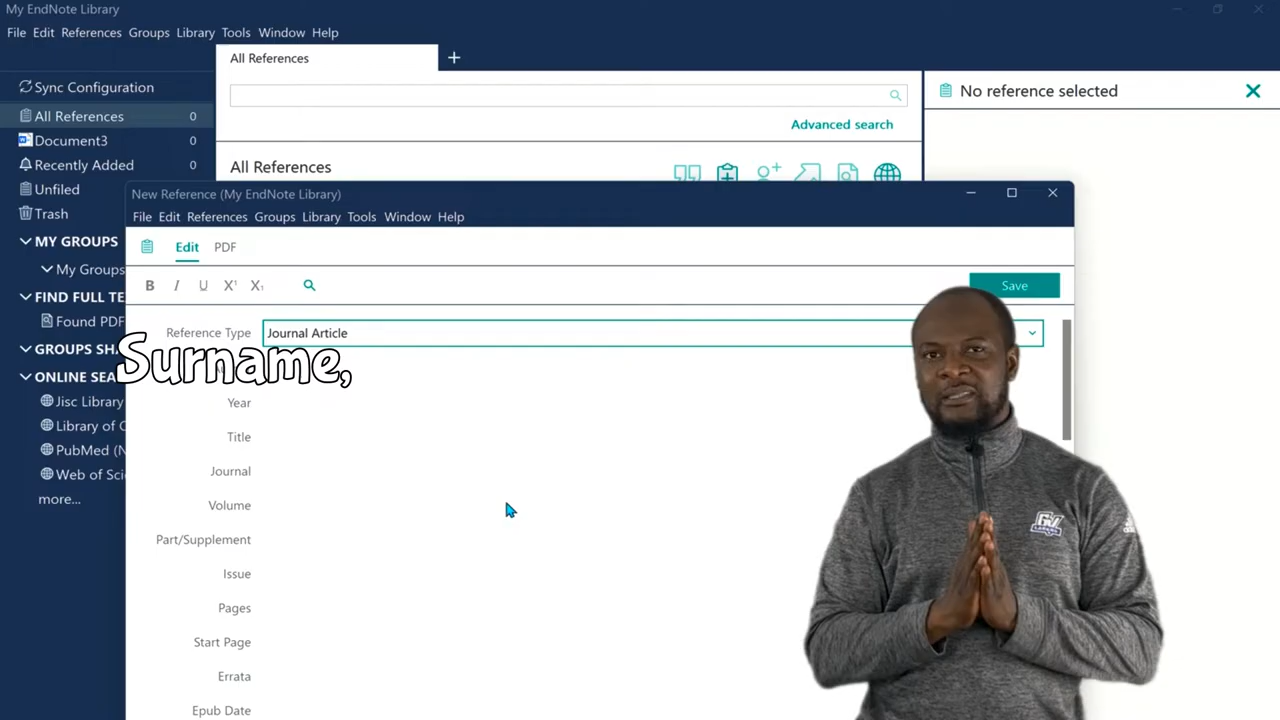 My EndNote Library
File Edit References Groups Library Tools Window Help
All References +
Sync Configuration
All References 0
Document3 0
Recently Added 0
Unfiled
Trash
MY GROUPS
My Groups
FIND FULL TE
Found PDF
GROUPS SH
ONLINE SEA
Jisc Library
Library of C
PubMed (N
Web of Sci
more...
Advanced search
All References
No reference selected
New Reference (My EndNote Library)
File Edit References Groups Library Tools Window Help
Edit PDF
B I U X¹ X₁
Save
Reference Type Journal Article
Surname,
Year
Title
Journal
Volume
Part/Supplement
Issue
Pages
Start Page
Errata
Epub Date
GV